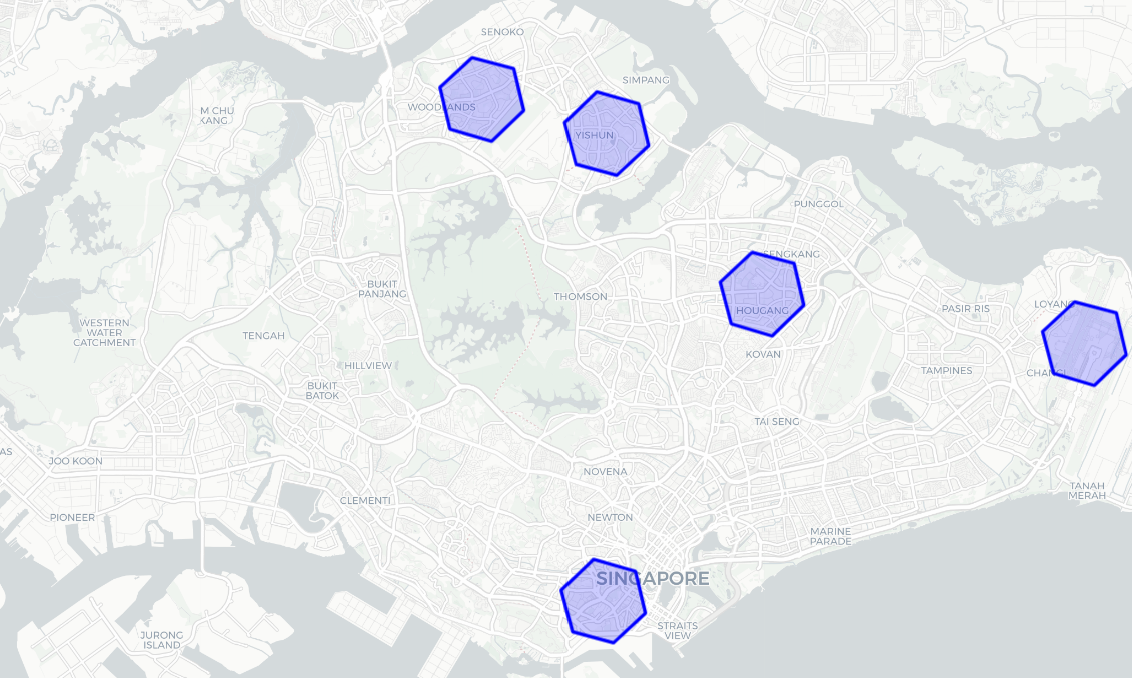 SENOKO
SIMPANG
WOODLANDS
M CHU
KANG
YISHUN
PUNGGOL
SENGKANG
BUKIT
PANJANG
THOMSON
LOYANG
PASIR RIS
HOUGANG
WESTERN
WATER
CATCHMENT
TENGAH
KOVAN
HILLVIEW
TAMPINES
CHANGI
BUKIT
BATOK
TAI SENG
AS
JOO KOON
NOVENA
CLEMENTI
TANAH
MERAH
PIONEER
NEWTON
MARINE
PARADE
SINGAPORE
STRAITS
VIEW
JURONG
ISLAND